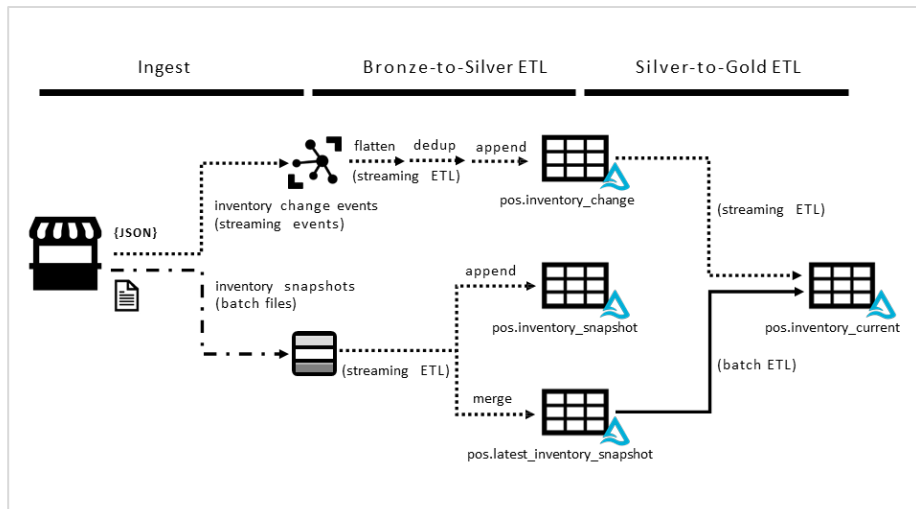 Ingest
Bronze-to-Silver ETL
Silver-to-Gold ETL
flatten
dedup
append
(streaming ETL)
pos.inventory_change
{JSON}
inventory change events
(streaming events)
(streaming ETL)
inventory snapshots
(batch files)
append
pos.inventory_snapshot
pos.inventory_current
(streaming ETL)
(batch ETL)
merge
pos.latest_inventory_snapshot